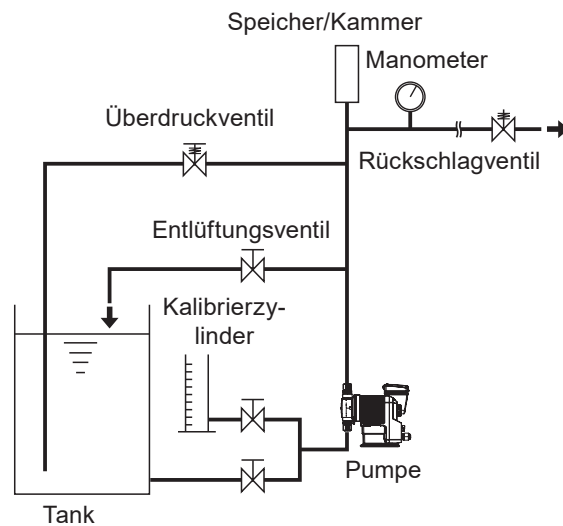 Speicher/Kammer
Manometer
Überdruckventil
Rückschlagventil
Entlüftungsventil
Kalibrierzy-
linder
Pumpe
Tank